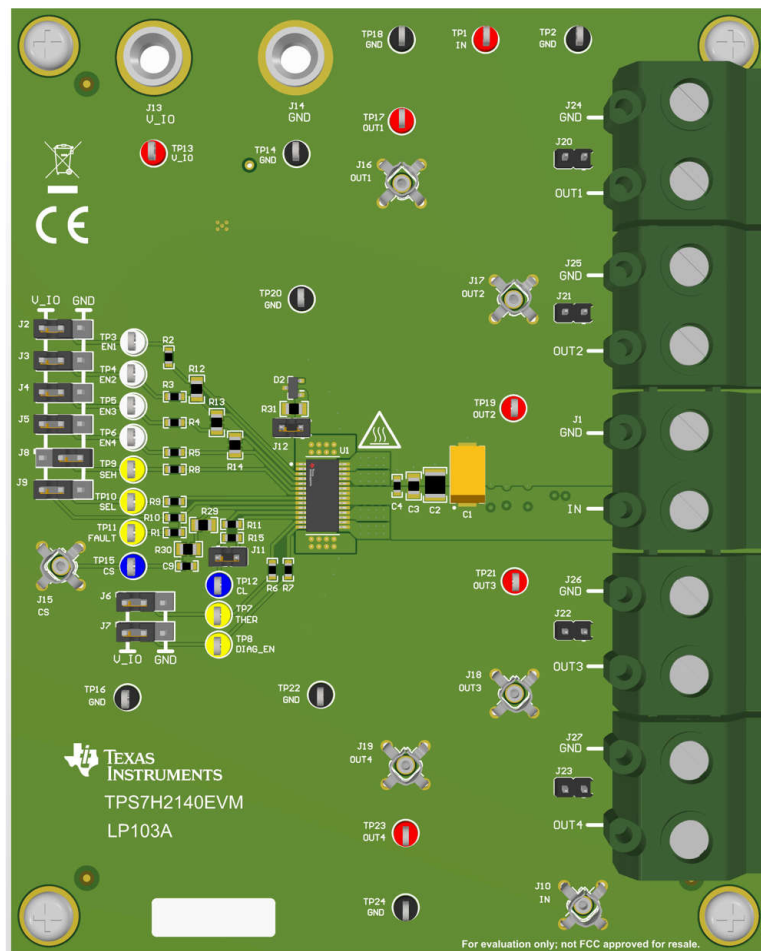 TP18
GND
TP1
IN
TP2
GND
J13
V_IO
J14
GND
TP17
OUT1
J24
GND
J20
OUT1
TP13
V_IO
TP14
GND
J16
OUT1
CE
TP20
GND
J17
OUT2
J25
GND
J21
OUT2
V_IO GND
J2
TP3
EN1
R2
J3
TP4
EN2
R12
R3
J4
TP5
EN3
R13
R4
J5
TP6
EN4
R14
R5
J8
TP9
SEH
R8
J9
TP10
SEL
R9
R10
TP11
FAULT
R1
R29
R11
R15
R30
C9
J11
D2
R31
J12
U1
C4
C3
C2
C1
TP19
OUT2
J1
GND
IN
J15
CS
TP15
CS
TP12
CL
R6
R7
J6
TP7
THER
J7
TP8
DIAG_EN
V_IO GND
TP21
OUT3
J26
GND
J22
OUT3
TP16
GND
TP22
GND
J18
OUT3
TEXAS
INSTRUMENTS
TPS7H2140EVM
LP103A
J19
OUT4
J27
GND
J23
OUT4
TP23
OUT4
TP24
GND
J10
IN
For evaluation only; not FCC approved for resale.